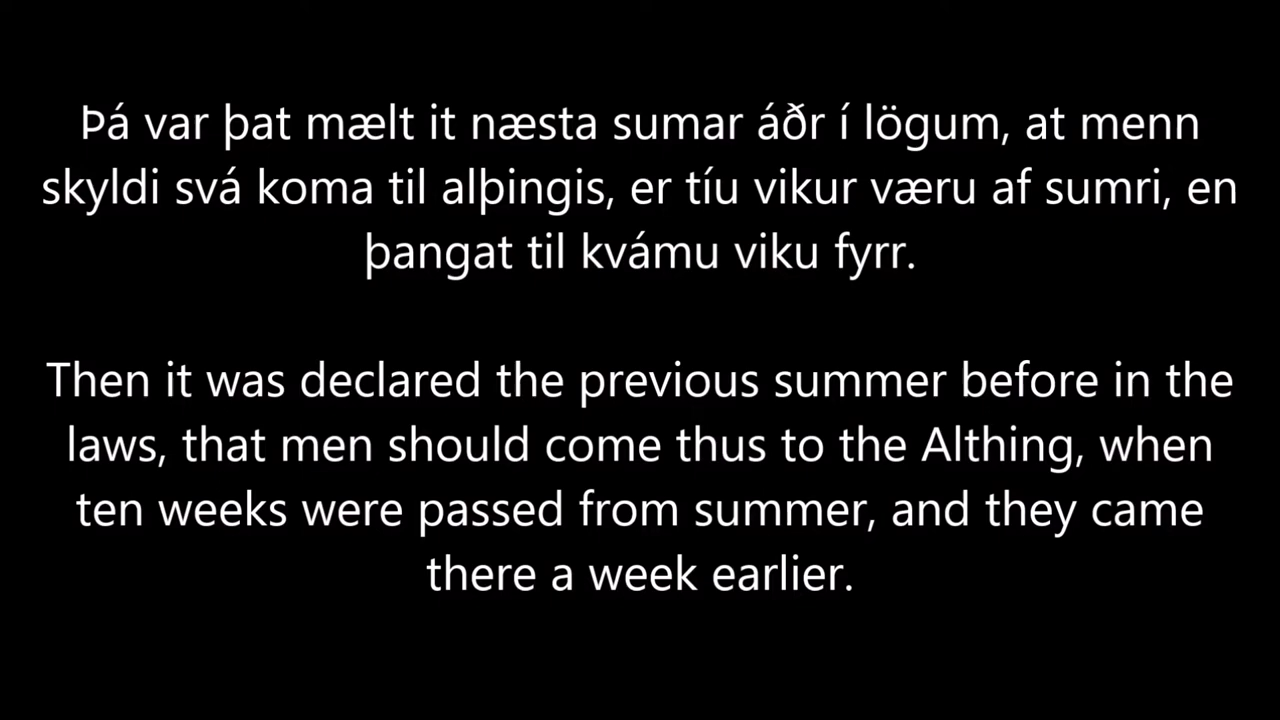 Þá var þat mælt it næsta sumar áðr í lögum, at menn
skyldi svá koma til alþingis, er tíu vikur væru af sumri, en
þangat til kvámu viku fyrr.
Then it was declared the previous summer before in the
laws, that men should come thus to the Althing, when
ten weeks were passed from summer, and they came
there a week earlier.